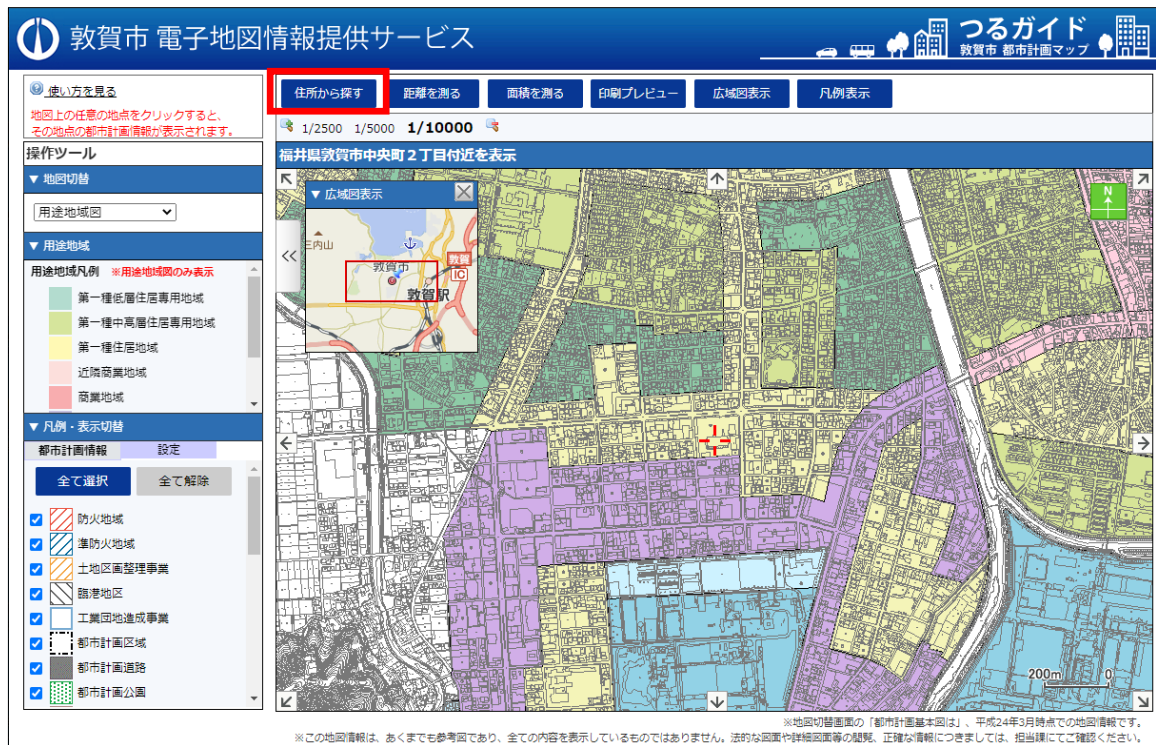 敦賀市 電子地図情報提供サービス
つるガイド
敦賀市 都市計画マップ
使い方を見る
地図上の任意の地点をクリックすると、
その地点の都市計画情報が表示されます。
住所から探す 距離を測る 面積を測る 印刷プレビュー 広域図表示 凡例表示
1/2500 1/5000 1/10000
福井県敦賀市中央町2丁目付近を表示
操作ツール
▼ 地図切替
用途地域図
▼ 用途地域
用途地域凡例 ※用途地域図のみ表示
第一種低層住居専用地域
第一種中高層住居専用地域
第一種住居地域
近隣商業地域
商業地域
▼ 凡例・表示切替
都市計画情報 設定
全て選択 全て解除
防火地域
準防火地域
土地区画整理事業
臨港地区
工業団地造成事業
都市計画区域
都市計画道路
都市計画公園
▼ 広域図表示
三内山
敦賀市
敦賀
IC
敦賀駅
N
200m 0
※地図切替画面の「都市計画基本図は」、平成24年3月時点での地図情報です。
※この地図情報は、あくまでも参考図であり、全ての内容を表示しているものではありません。法的な図面や詳細図面等の閲覧、正確な情報につきましては、担当課にてご確認ください。